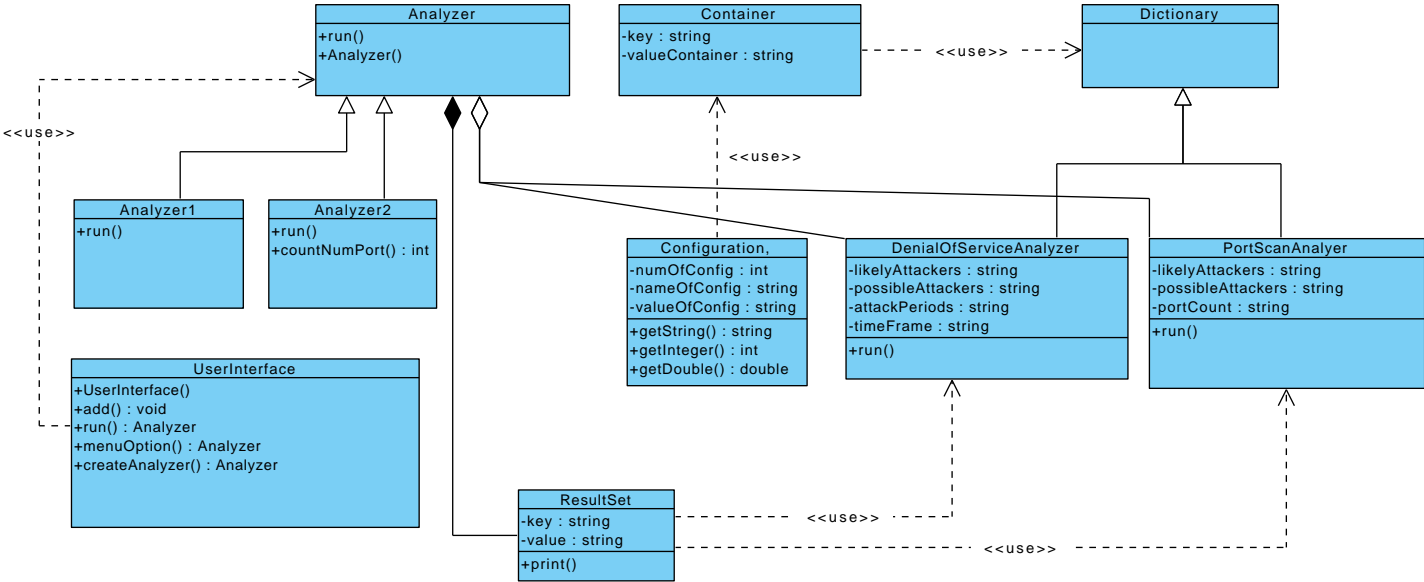 Analyzer
+run()
+Analyzer()
Container
-key : string
-valueContainer : string
Dictionary
<<use>>
<<use>>
<<use>>
Analyzer1
+run()
Analyzer2
+run()
+countNumPort() : int
Configuration,
-numOfConfig : int
-nameOfConfig : string
-valueOfConfig : string
+getString() : string
+getInteger() : int
+getDouble() : double
DenialOfServiceAnalyzer
-likelyAttackers : string
-possibleAttackers : string
-attackPeriods : string
-timeFrame : string
+run()
PortScanAnalyer
-likelyAttackers : string
-possibleAttackers : string
-portCount : string
+run()
UserInterface
+UserInterface()
+add() : void
+run() : Analyzer
+menuOption() : Analyzer
+createAnalyzer() : Analyzer
ResultSet
-key : string
-value : string
+print()
<<use>>
<<use>>